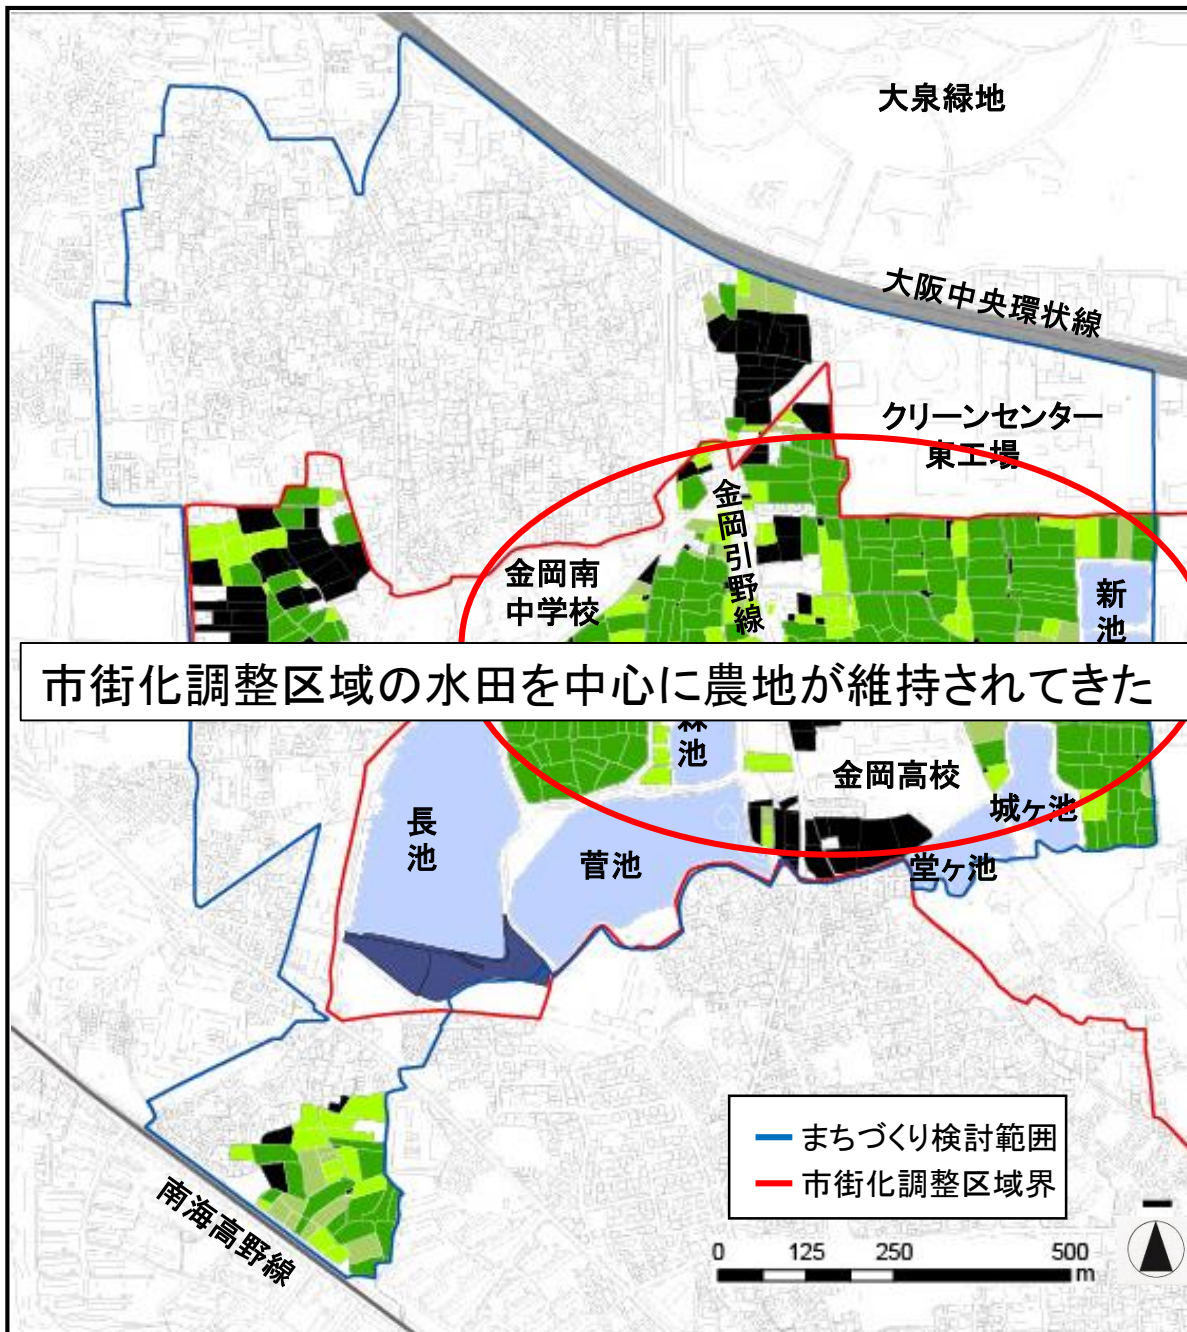 大泉緑地
大阪中央環状線
クリーンセンター
東工場
金岡引野線
金岡南
中学校
新
池
市街化調整区域の水田を中心に農地が維持されてきた
池
金岡高校
城ヶ池
長
池
菅池
堂ヶ池
まちづくり検討範囲
市街化調整区域界
南海高野線
0 125 250 500
m